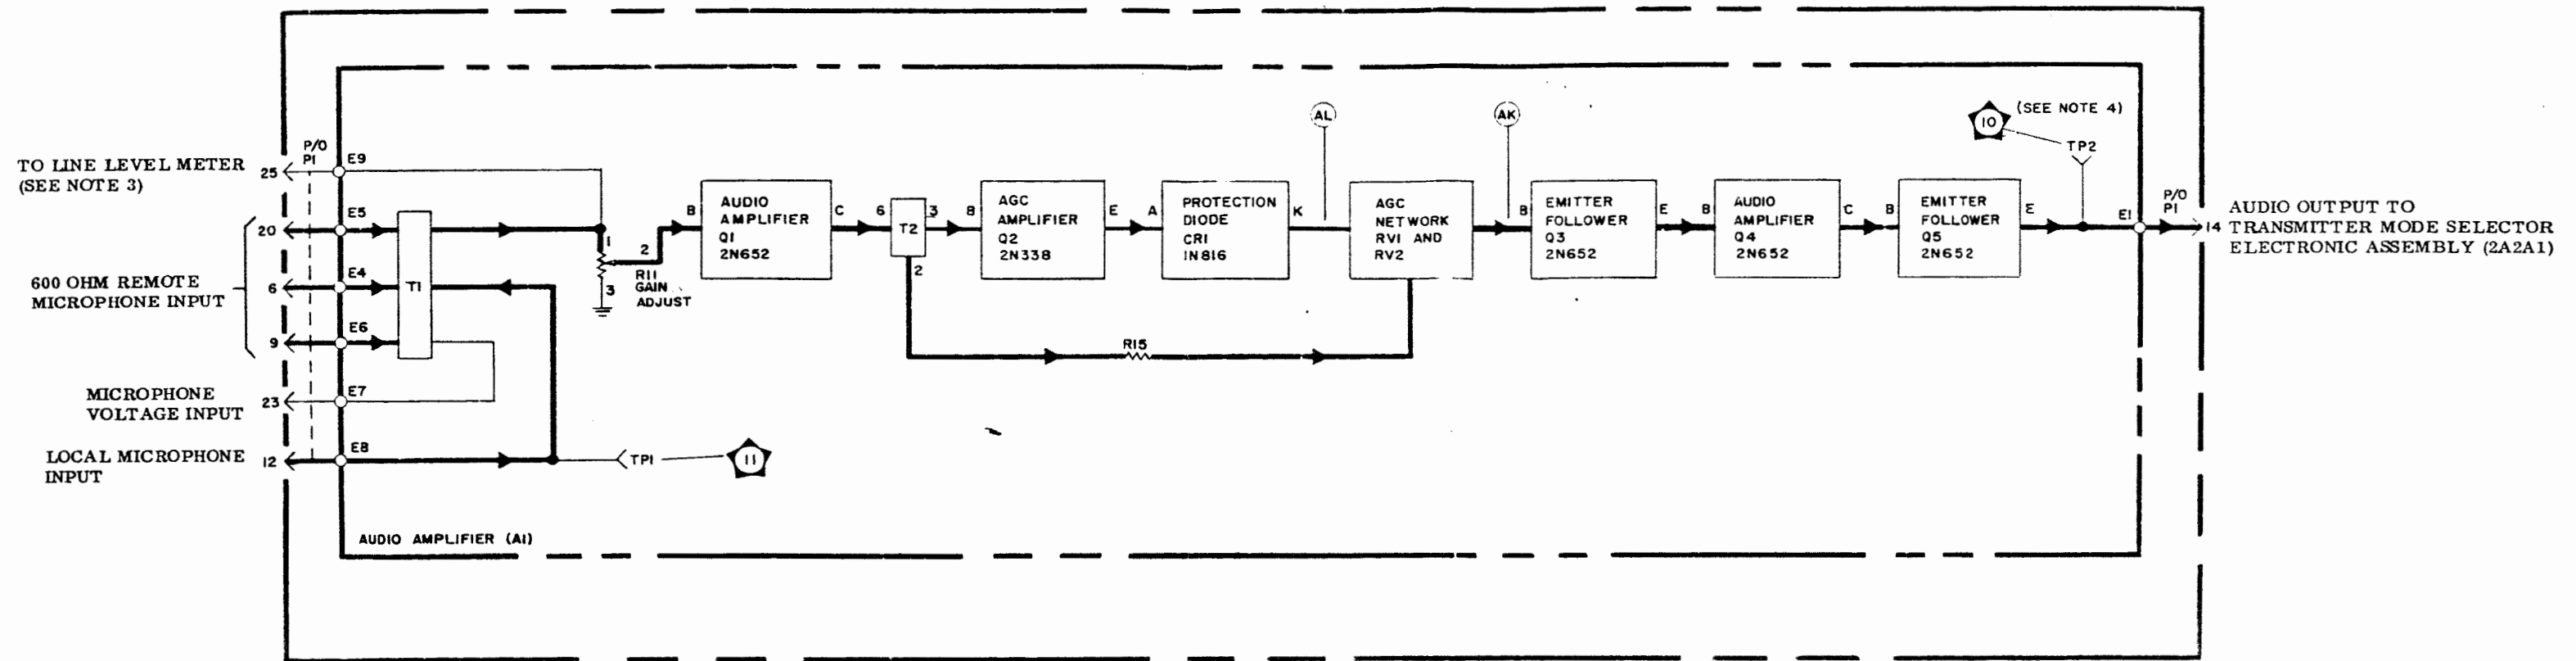 TO LINE LEVEL METER
(SEE NOTE 3)
25
P/O
P1
E9
20
E5
600 OHM REMOTE
MICROPHONE INPUT
6
E4
9
E6
T1
MICROPHONE
VOLTAGE INPUT
23
E7
LOCAL MICROPHONE
INPUT
12
E8
TP1
11
1
2
3
R11
GAIN
ADJUST
B
AUDIO
AMPLIFIER
Q1
2N652
C
6
T2
3
2
B
AGC
AMPLIFIER
Q2
2N338
E
A
PROTECTION
DIODE
CR1
1N816
K
AL
AGC
NETWORK
RV1 AND
RV2
R15
AK
B
EMITTER
FOLLOWER
Q3
2N652
E
B
AUDIO
AMPLIFIER
Q4
2N652
C
B
EMITTER
FOLLOWER
Q5
2N652
E
10
(SEE NOTE 4)
TP2
E1
P/O
P1
14
AUDIO OUTPUT TO
TRANSMITTER MODE SELECTOR
ELECTRONIC ASSEMBLY (2A2A1)
AUDIO AMPLIFIER (A1)